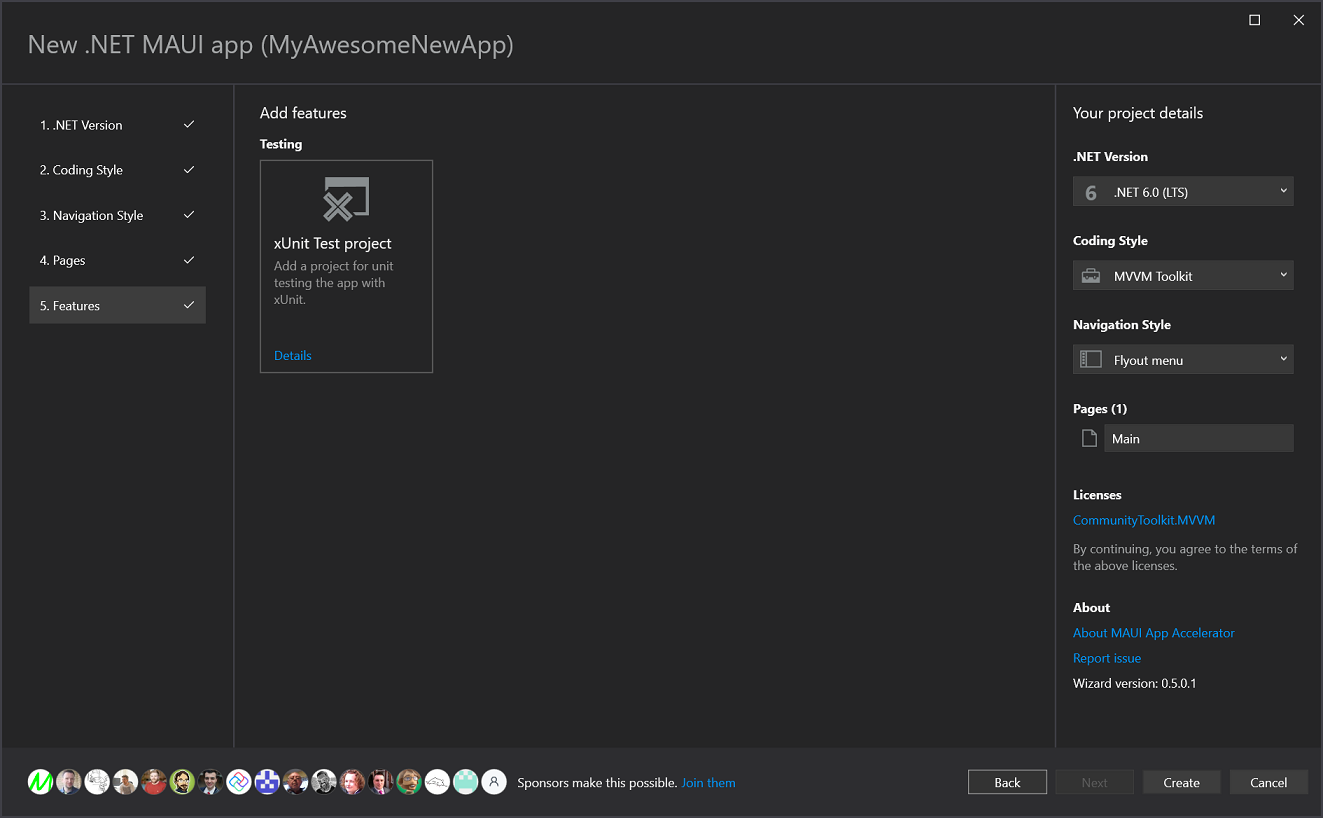 New .NET MAUI app (MyAwesomeNewApp)
1. .NET Version
2. Coding Style
3. Navigation Style
4. Pages
5. Features
Add features
Testing
xUnit Test project
Add a project for unit
testing the app with
xUnit.
Details
Your project details
.NET Version
6 .NET 6.0 (LTS)
Coding Style
MVVM Toolkit
Navigation Style
Flyout menu
Pages (1)
Main
Licenses
CommunityToolkit.MVVM
By continuing, you agree to the terms of
the above licenses.
About
About MAUI App Accelerator
Report issue
Wizard version: 0.5.0.1
Sponsors make this possible. Join them
Back
Next
Create
Cancel